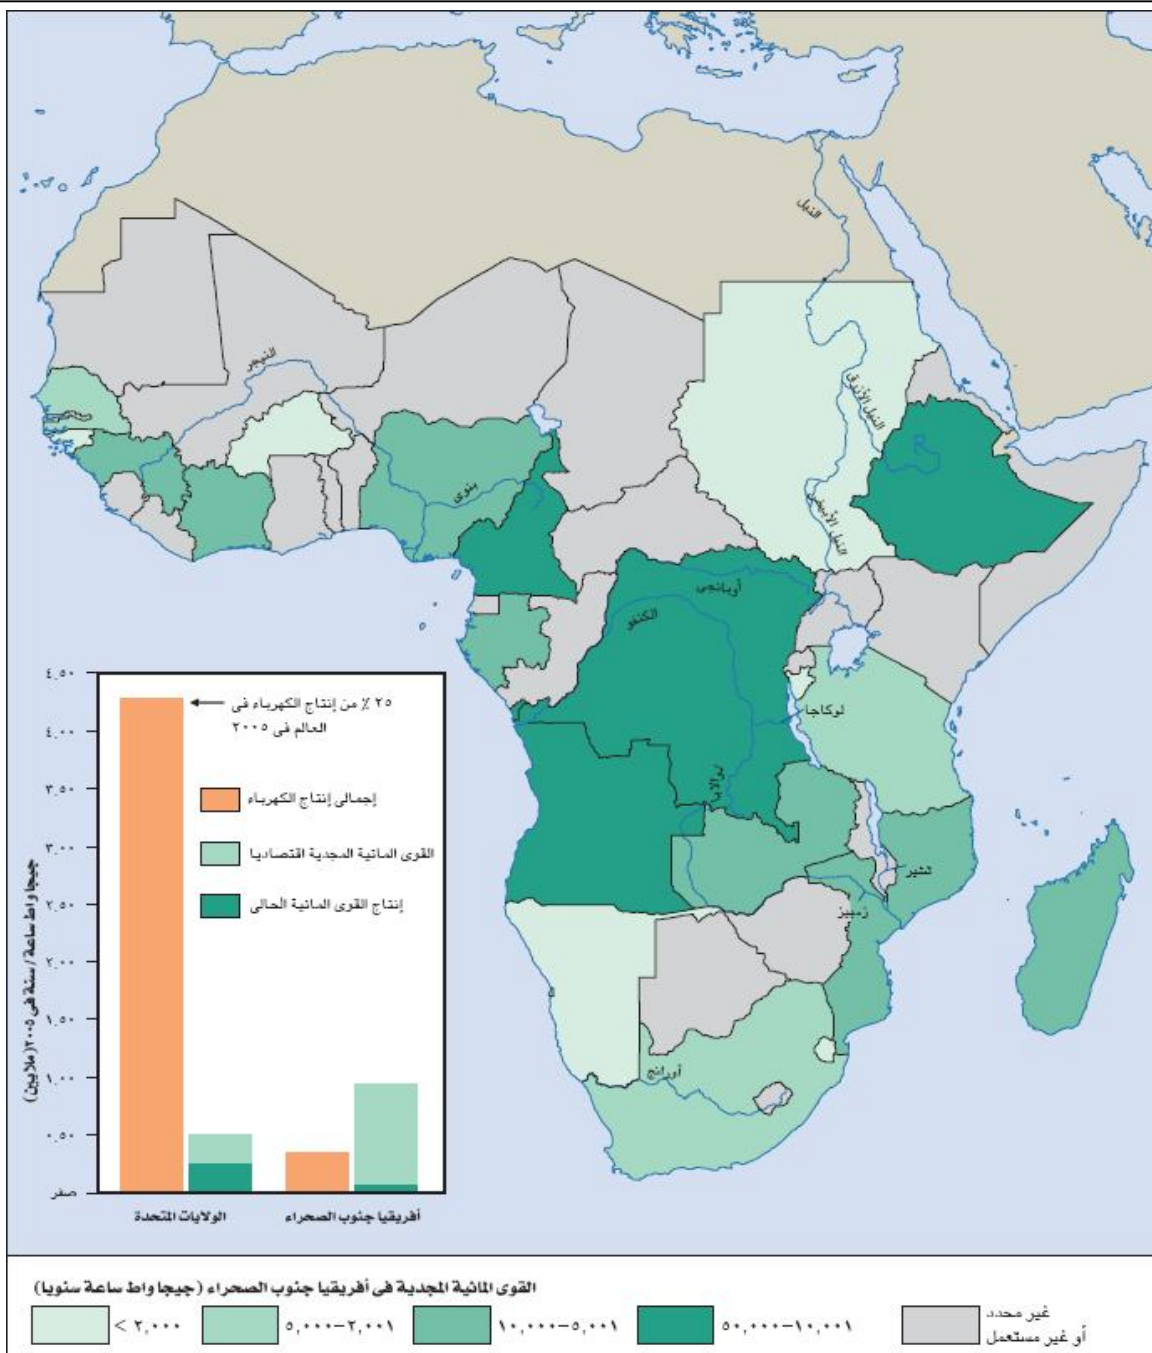 النيل
النيجر
النيل الأزرق
بنوى
النيل الأبيض
أوبانجى
الكنغو
لوكاجا
لوالابا
تشير
زمبيز
أورانج
٤,٥٠
٤,٠٠
٣,٥٠
٣,٠٠
٢,٥٠
٢,٠٠
١,٥٠
١,٠٠
٠,٥٠
صفر
جيجا واط ساعة / سنة فى ٢٠٠٥ (ملايين)
٢٥ ٪ من إنتاج الكهرباء فى
العالم فى ٢٠٠٥
إجمالى إنتاج الكهرباء
القوى المائية المجدية اقتصاديا
إنتاج القوى المائية الحالى
الولايات المتحدة
أفريقيا جنوب الصحراء
القوى المائية المجدية فى أفريقيا جنوب الصحراء (جيجا واط ساعة سنويا)
< ٢,٠٠٠
٥,٠٠٠–٢,٠٠١
١٠,٠٠٠–٥,٠٠١
٥٠,٠٠٠–١٠,٠٠١
غير محدد
أو غير مستعمل